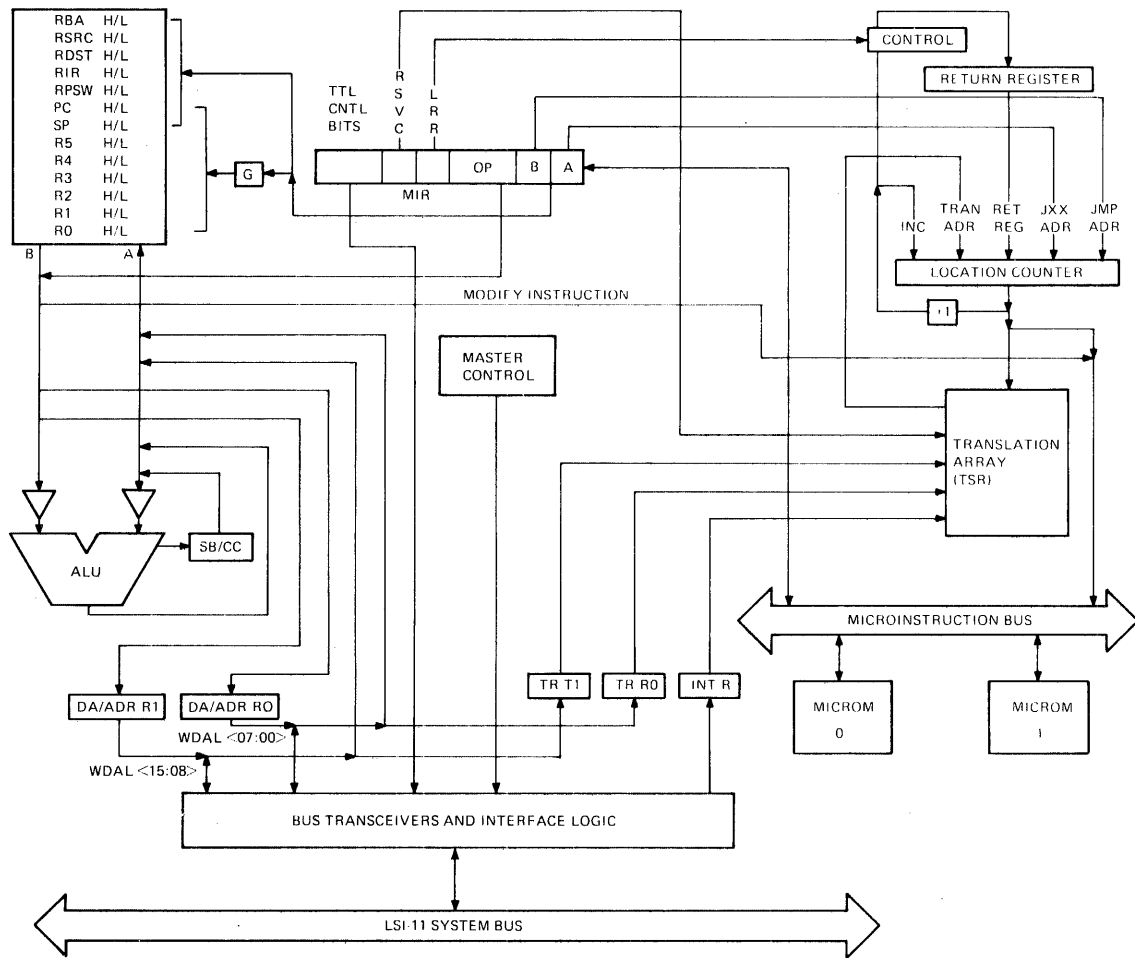 RBA H/L
RSRC H/L
RDST H/L
RIR H/L
RPSW H/L
PC H/L
SP H/L
R5 H/L
R4 H/L
R3 H/L
R2 H/L
R1 H/L
R0 H/L
B A
G
TTL
CNTL
BITS
RSVC
LRR
OP B A
MIR
CONTROL
RETURN REGISTER
INC
TRAN
ADR
RET
REG
JXX
ADR
JMP
ADR
LOCATION COUNTER
+1
MODIFY INSTRUCTION
MASTER
CONTROL
TRANSLATION
ARRAY
(TSR)
SB/CC
ALU
MICROINSTRUCTION BUS
DA/ADR R1
DA/ADR R0
TR T1
TR R0
INT R
MICROM
0
MICROM
1
WDAL <07:00>
WDAL <15:08>
BUS TRANSCEIVERS AND INTERFACE LOGIC
LSI-11 SYSTEM BUS